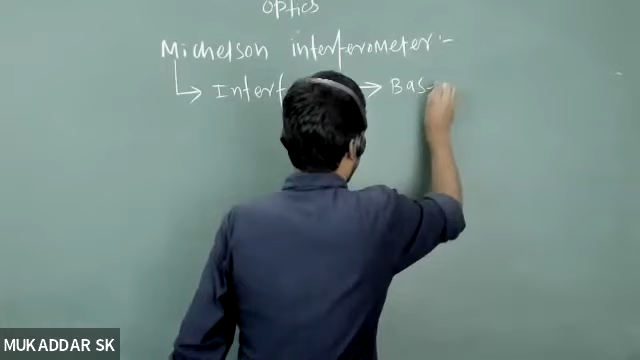 Optics
Michelson interferometer :-
↳ Interf → Bas
MUKADDAR SK